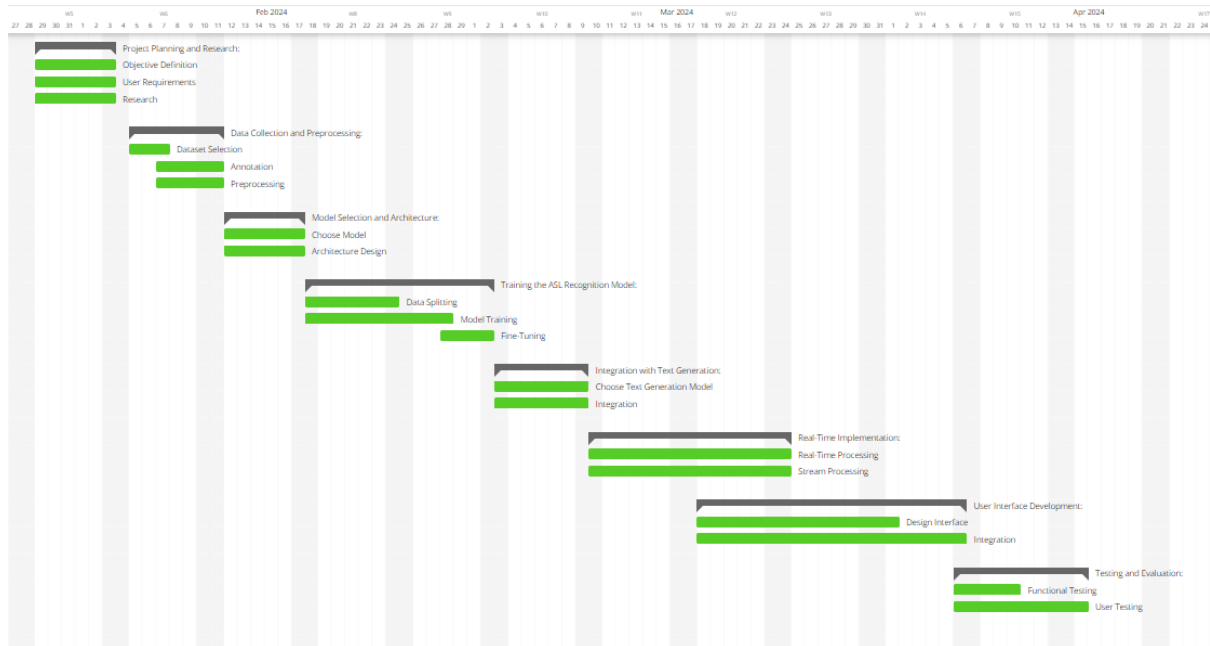 W5 W6 Feb 2024 W8 W9 W10 W11 Mar 2024 W12 W13 W14 W15 Apr 2024 W17
27 28 29 30 31 1 2 3 4 5 6 7 8 9 10 11 12 13 14 15 16 17 18 19 20 21 22 23 24 25 26 27 28 29 1 2 3 4 5 6 7 8 9 10 11 12 13 14 15 16 17 18 19 20 21 22 23 24 25 26 27 28 29 30 31 1 2 3 4 5 6 7 8 9 10 11 12 13 14 15 16 17 18 19 20 21 22 23 24
Project Planning and Research:
Objective Definition
User Requirements
Research
Data Collection and Preprocessing:
Dataset Selection
Annotation
Preprocessing
Model Selection and Architecture:
Choose Model
Architecture Design
Training the ASL Recognition Model:
Data Splitting
Model Training
Fine-Tuning
Integration with Text Generation:
Choose Text Generation Model
Integration
Real-Time Implementation:
Real-Time Processing
Stream Processing
User Interface Development:
Design Interface
Integration
Testing and Evaluation:
Functional Testing
User Testing